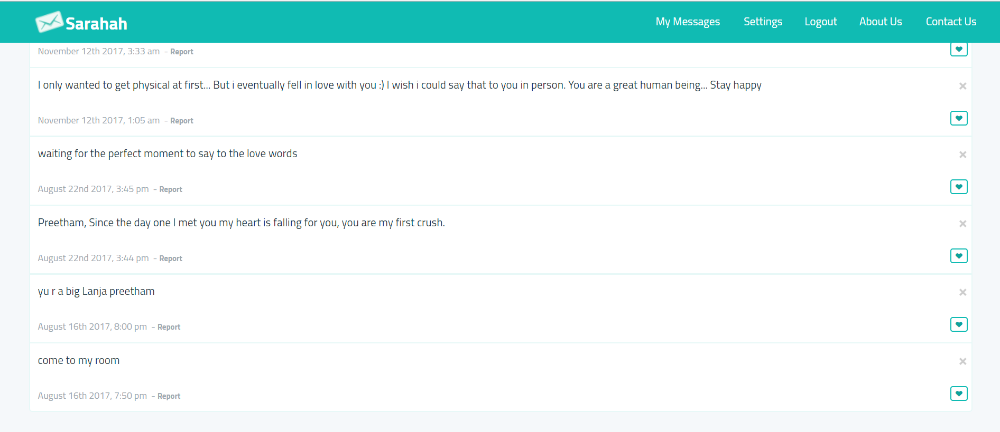 Sarahah
My Messages Settings Logout About Us Contact Us
November 12th 2017, 3:33 am - Report
I only wanted to get physical at first... But i eventually fell in love with you :) I wish i could say that to you in person. You are a great human being... Stay happy
November 12th 2017, 1:05 am - Report
waiting for the perfect moment to say to the love words
August 22nd 2017, 3:45 pm - Report
Preetham, Since the day one I met you my heart is falling for you, you are my first crush.
August 22nd 2017, 3:44 pm - Report
yu r a big Lanja preetham
August 16th 2017, 8:00 pm - Report
come to my room
August 16th 2017, 7:50 pm - Report